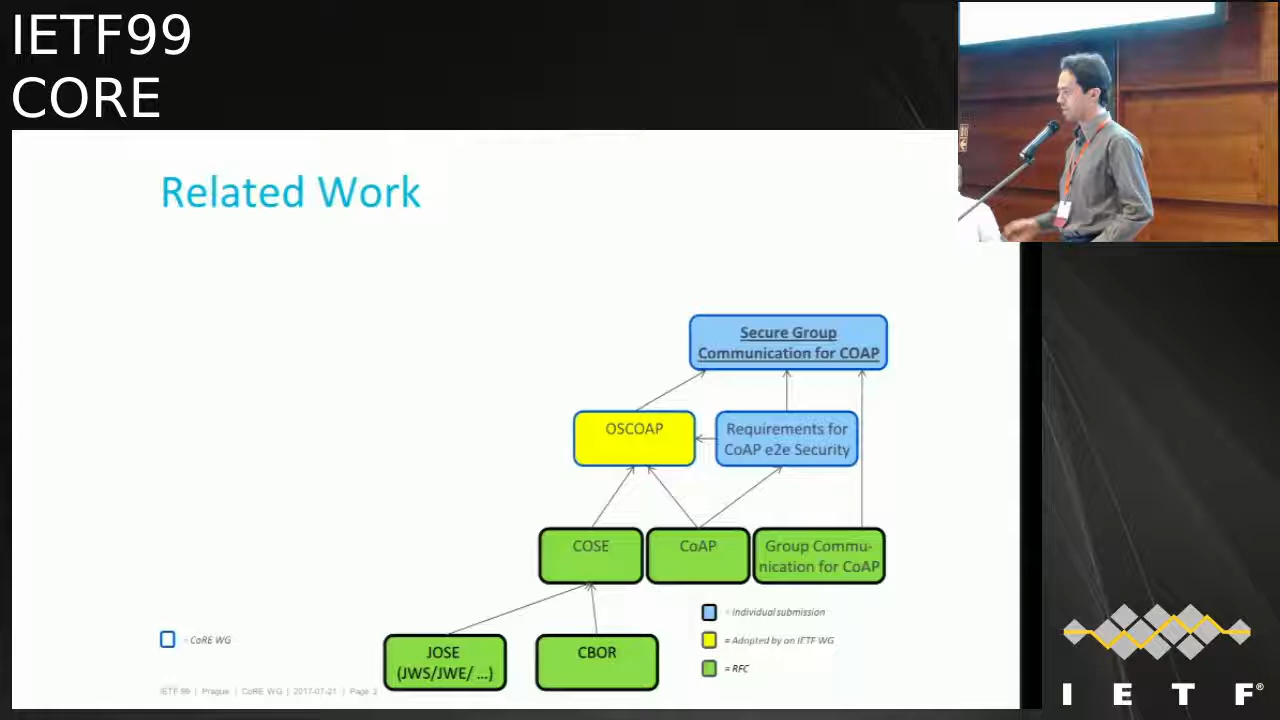 IETF99
CORE
Related Work
Secure Group
Communication for COAP
OSCOAP
Requirements for
CoAP e2e Security
COSE
CoAP
Group Commu-
nication for CoAP
JOSE
(JWS/JWE/ ...)
CBOR
= CoRE WG
= Individual submission
= Adopted by an IETF WG
= RFC
IETF 99 | Prague | CoRE WG | 2017-07-21 | Page 2
I E T F®